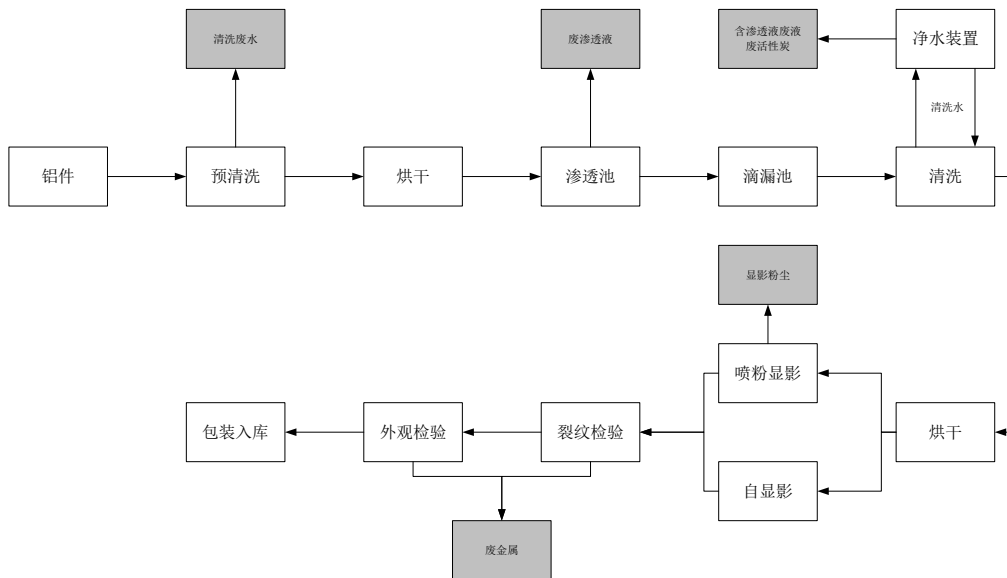 清洗废水
废渗透液
含渗透液废液
废活性炭
净水装置
清洗水
铝件
预清洗
烘干
渗透池
滴漏池
清洗
显影粉尘
喷粉显影
包装入库
外观检验
裂纹检验
烘干
自显影
废金属